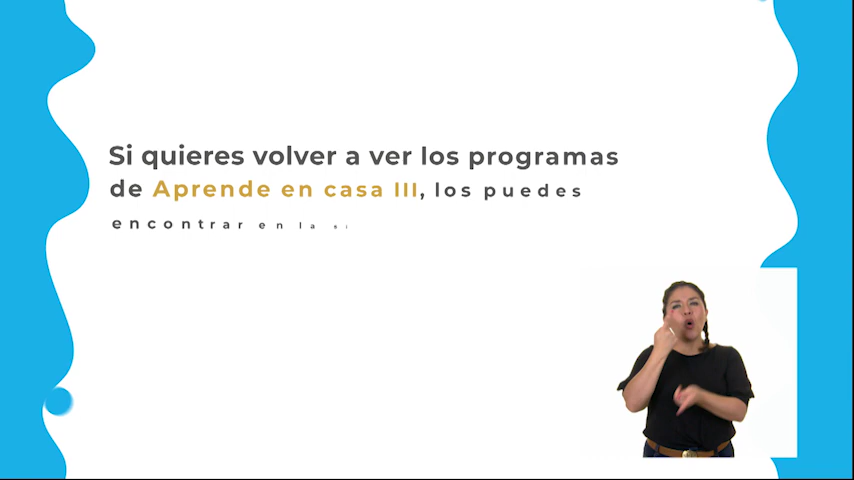 Si quieres volver a ver los programas
de Aprende en casa III, los puedes
encontrar en la